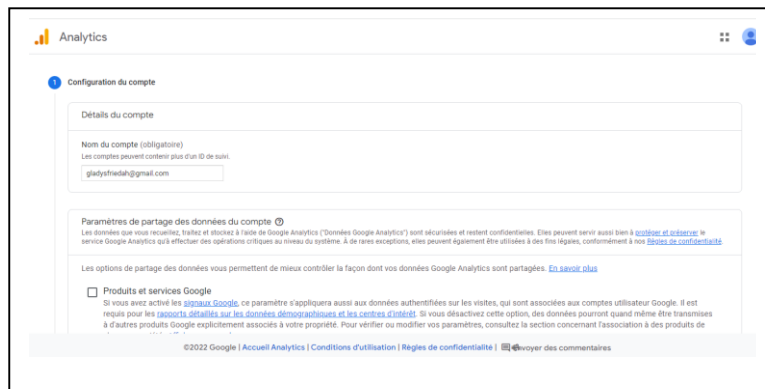 Analytics
1 Configuration du compte
Détails du compte
Nom du compte (obligatoire)
Les comptes peuvent contenir plus d'un ID de suivi.
gladysfriedah@gmail.com
Paramètres de partage des données du compte
Les données que vous recueillez, traitez et stockez à l'aide de Google Analytics ("Données Google Analytics") sont sécurisées et restent confidentielles. Elles peuvent servir aussi bien à protéger et préserver le
service Google Analytics qu'à effectuer des opérations critiques au niveau du système. À de rares exceptions, elles peuvent également être utilisées à des fins légales, conformément à nos Règles de confidentialité.
Les options de partage des données vous permettent de mieux contrôler la façon dont vos données Google Analytics sont partagées. En savoir plus
Produits et services Google
Si vous avez activé les signaux Google, ce paramètre s'appliquera aussi aux données authentifiées sur les visites, qui sont associées aux comptes utilisateur Google. Il est
requis pour les rapports détaillés sur les données démographiques et les centres d'intérêt. Si vous désactivez cette option, des données pourront quand même être transmises
à d'autres produits Google explicitement associés à votre propriété. Pour vérifier ou modifier vos paramètres, consultez la section concernant l'association à des produits de
©2022 Google | Accueil Analytics | Conditions d'utilisation | Règles de confidentialité | Envoyer des commentaires